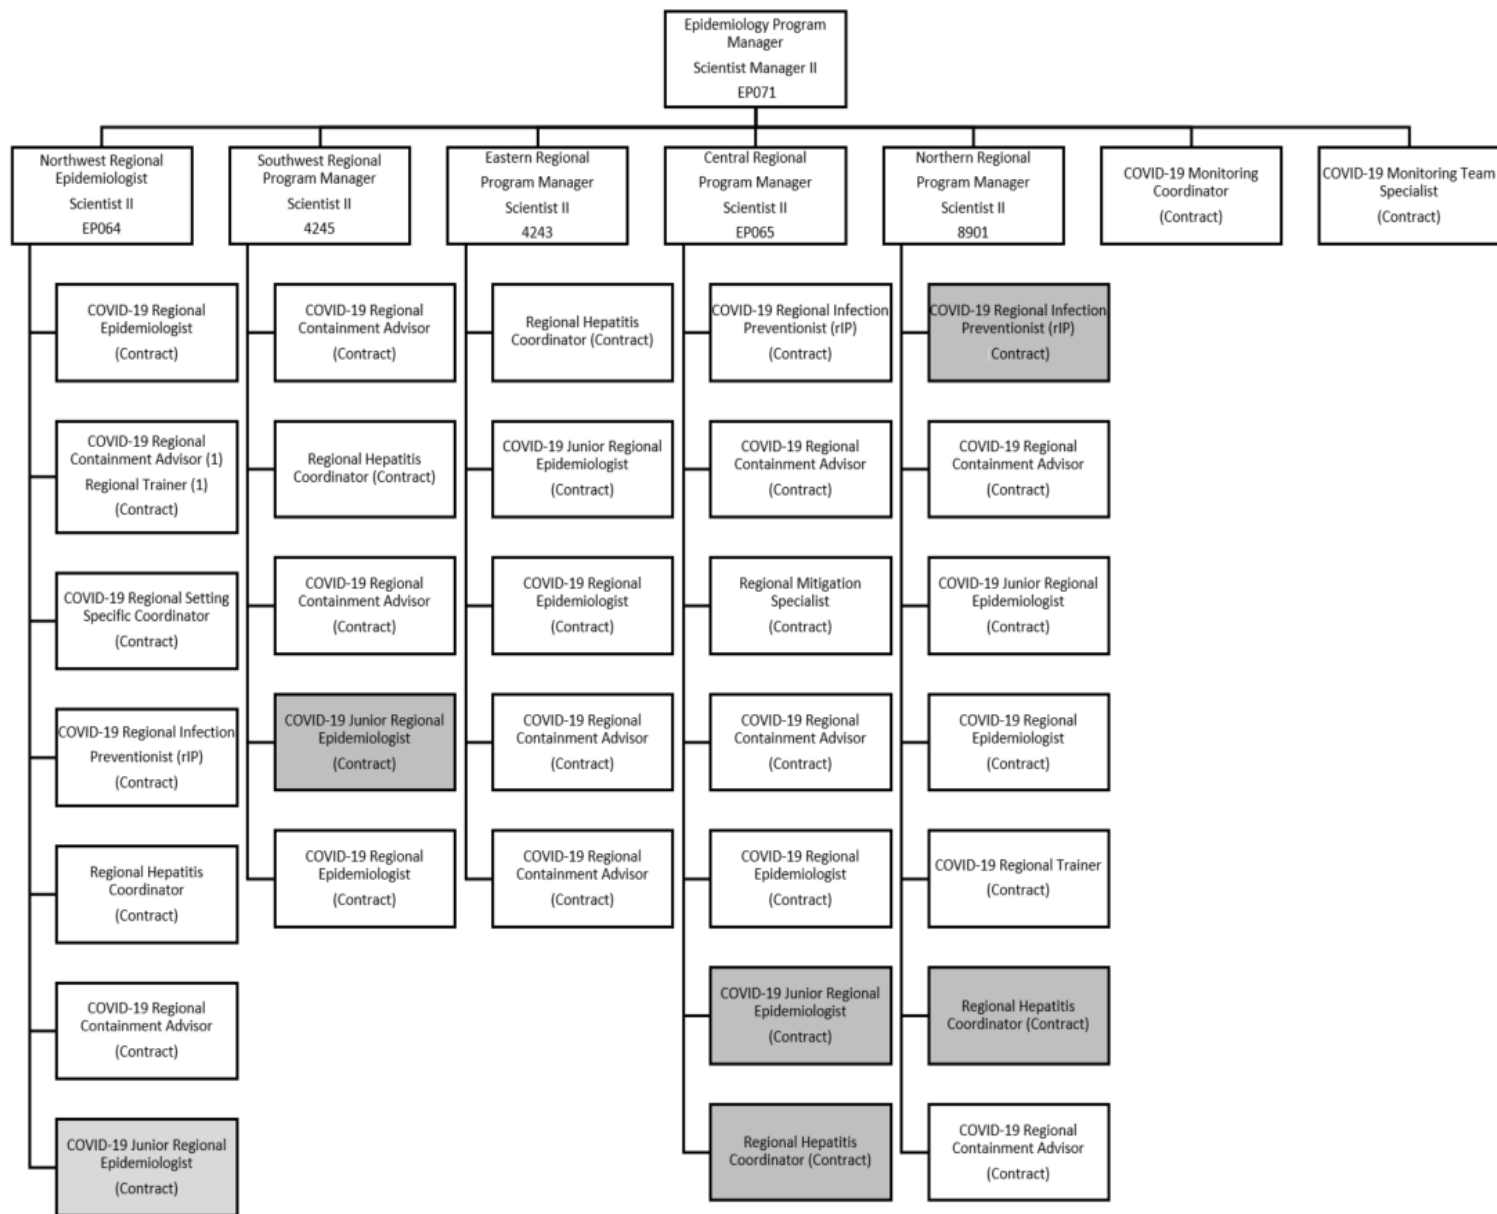 Epidemiology Program
Manager
Scientist Manager II
EP071
Northwest Regional
Epidemiologist
Scientist II
EP064
Southwest Regional
Program Manager
Scientist II
4245
Eastern Regional
Program Manager
Scientist II
4243
Central Regional
Program Manager
Scientist II
EP065
Northern Regional
Program Manager
Scientist II
8901
COVID-19 Monitoring
Coordinator
(Contract)
COVID-19 Monitoring Team
Specialist
(Contract)
COVID-19 Regional
Epidemiologist
(Contract)
COVID-19 Regional
Containment Advisor (1)
Regional Trainer (1)
(Contract)
COVID-19 Regional Setting
Specific Coordinator
(Contract)
COVID-19 Regional Infection
Preventionist (rIP)
(Contract)
Regional Hepatitis
Coordinator
(Contract)
COVID-19 Regional
Containment Advisor
(Contract)
COVID-19 Junior Regional
Epidemiologist
(Contract)
COVID-19 Regional
Containment Advisor
(Contract)
Regional Hepatitis
Coordinator (Contract)
COVID-19 Regional
Containment Advisor
(Contract)
COVID-19 Junior Regional
Epidemiologist
(Contract)
COVID-19 Regional
Epidemiologist
(Contract)
Regional Hepatitis
Coordinator (Contract)
COVID-19 Junior Regional
Epidemiologist
(Contract)
COVID-19 Regional
Epidemiologist
(Contract)
COVID-19 Regional
Containment Advisor
(Contract)
COVID-19 Regional
Containment Advisor
(Contract)
COVID-19 Regional Infection
Preventionist (rIP)
(Contract)
COVID-19 Regional
Containment Advisor
(Contract)
Regional Mitigation
Specialist
(Contract)
COVID-19 Regional
Containment Advisor
(Contract)
COVID-19 Regional
Epidemiologist
(Contract)
COVID-19 Junior Regional
Epidemiologist
(Contract)
Regional Hepatitis
Coordinator (Contract)
COVID-19 Regional Infection
Preventionist (rIP)
(Contract)
COVID-19 Regional
Containment Advisor
(Contract)
COVID-19 Junior Regional
Epidemiologist
(Contract)
COVID-19 Regional
Epidemiologist
(Contract)
COVID-19 Regional Trainer
(Contract)
Regional Hepatitis
Coordinator (Contract)
COVID-19 Regional
Containment Advisor
(Contract)